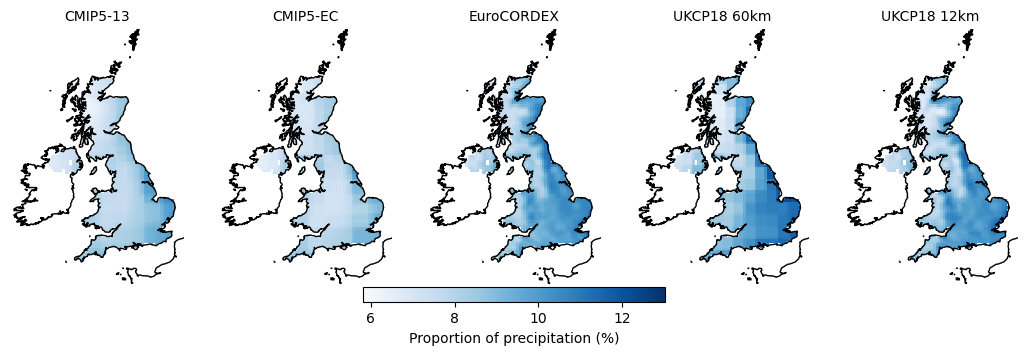 CMIP5-13 CMIP5-EC EuroCORDEX UKCP18 60km UKCP18 12km
6 8 10 12
Proportion of precipitation (%)